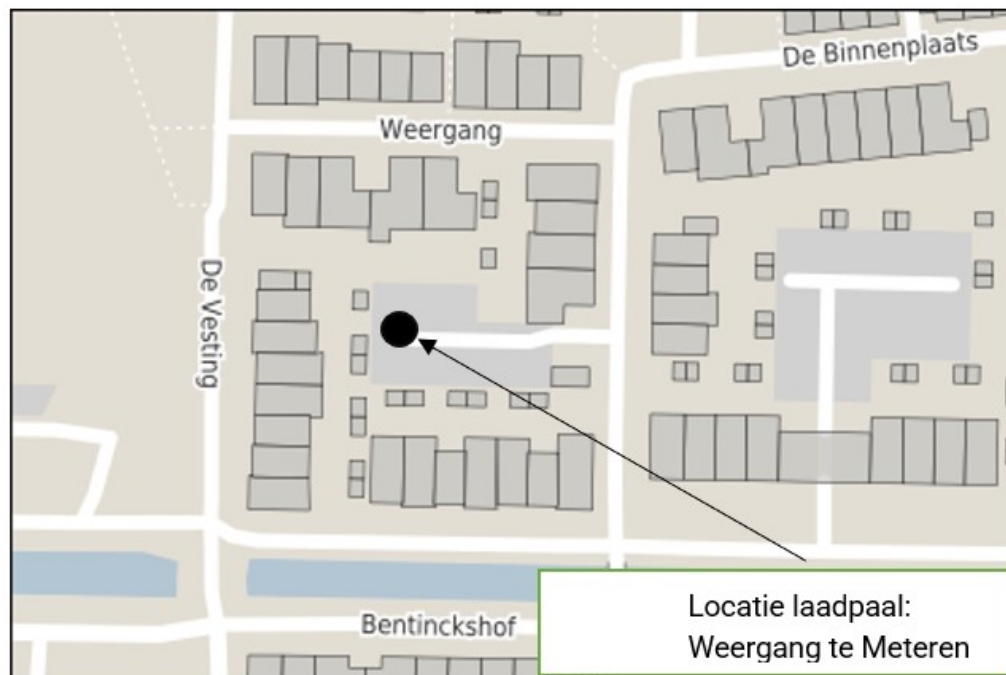 De Binnenplaats
Weergang
De Vesting
Bentinckshof
Locatie laadpaal:
Weergang te Meteren